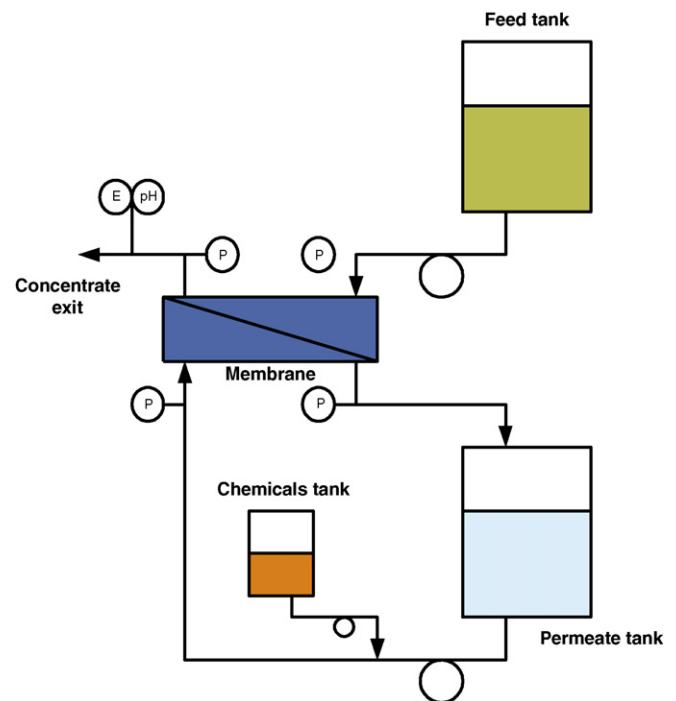 Feed tank
E
pH
P
P
Concentrate
exit
Membrane
P
P
Chemicals tank
Permeate tank